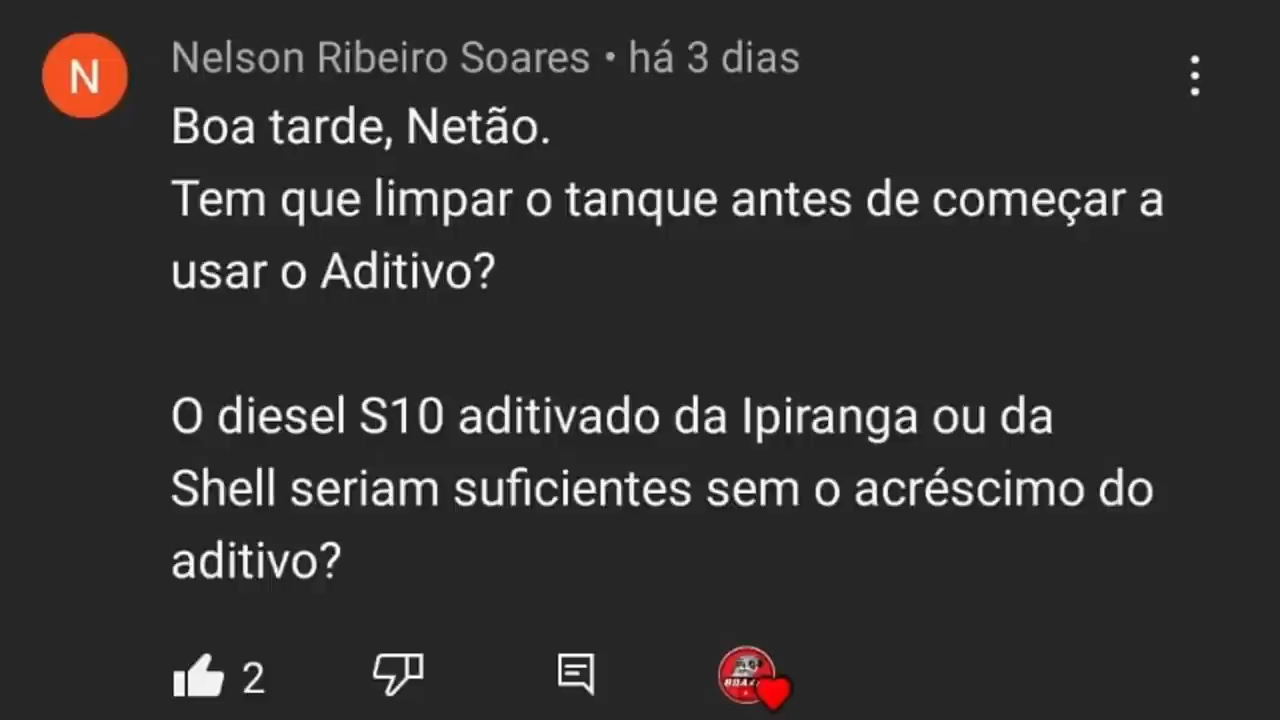 N
Nelson Ribeiro Soares • há 3 dias
Boa tarde, Netão.
Tem que limpar o tanque antes de começar a
usar o Aditivo?
O diesel S10 aditivado da Ipiranga ou da
Shell seriam suficientes sem o acréscimo do
aditivo?
2